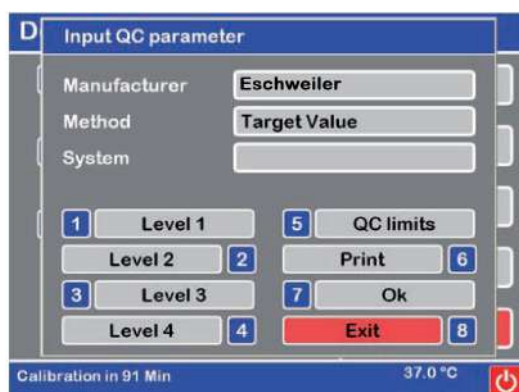 D
Input QC parameter
Manufacturer Eschweiler
Method Target Value
System
1 Level 1 5 QC limits
Level 2 2 Print 6
3 Level 3 7 Ok
Level 4 4 Exit 8
Calibration in 91 Min 37.0 °C